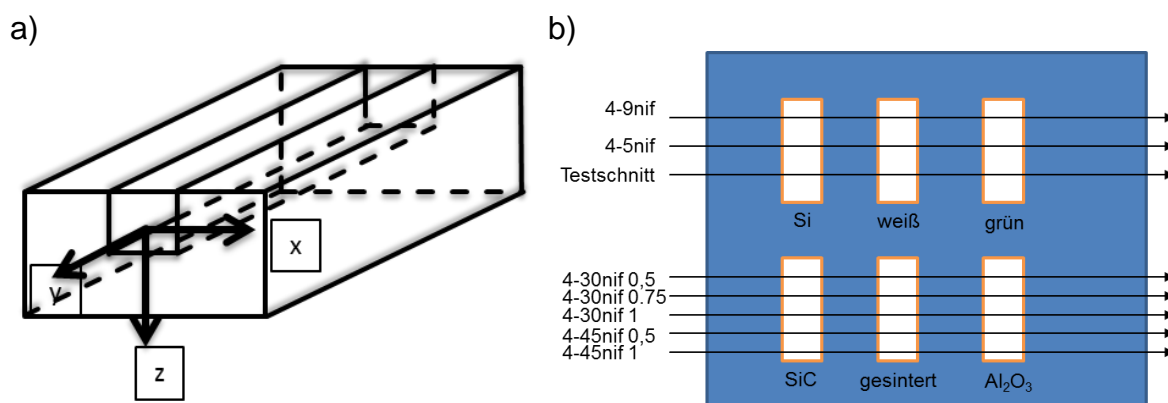 a)
x
y
z
b)
4-9nif
4-5nif
Testschnitt
Si weiß grün
4-30nif 0,5
4-30nif 0.75
4-30nif 1
4-45nif 0,5
4-45nif 1
SiC gesintert Al₂O₃